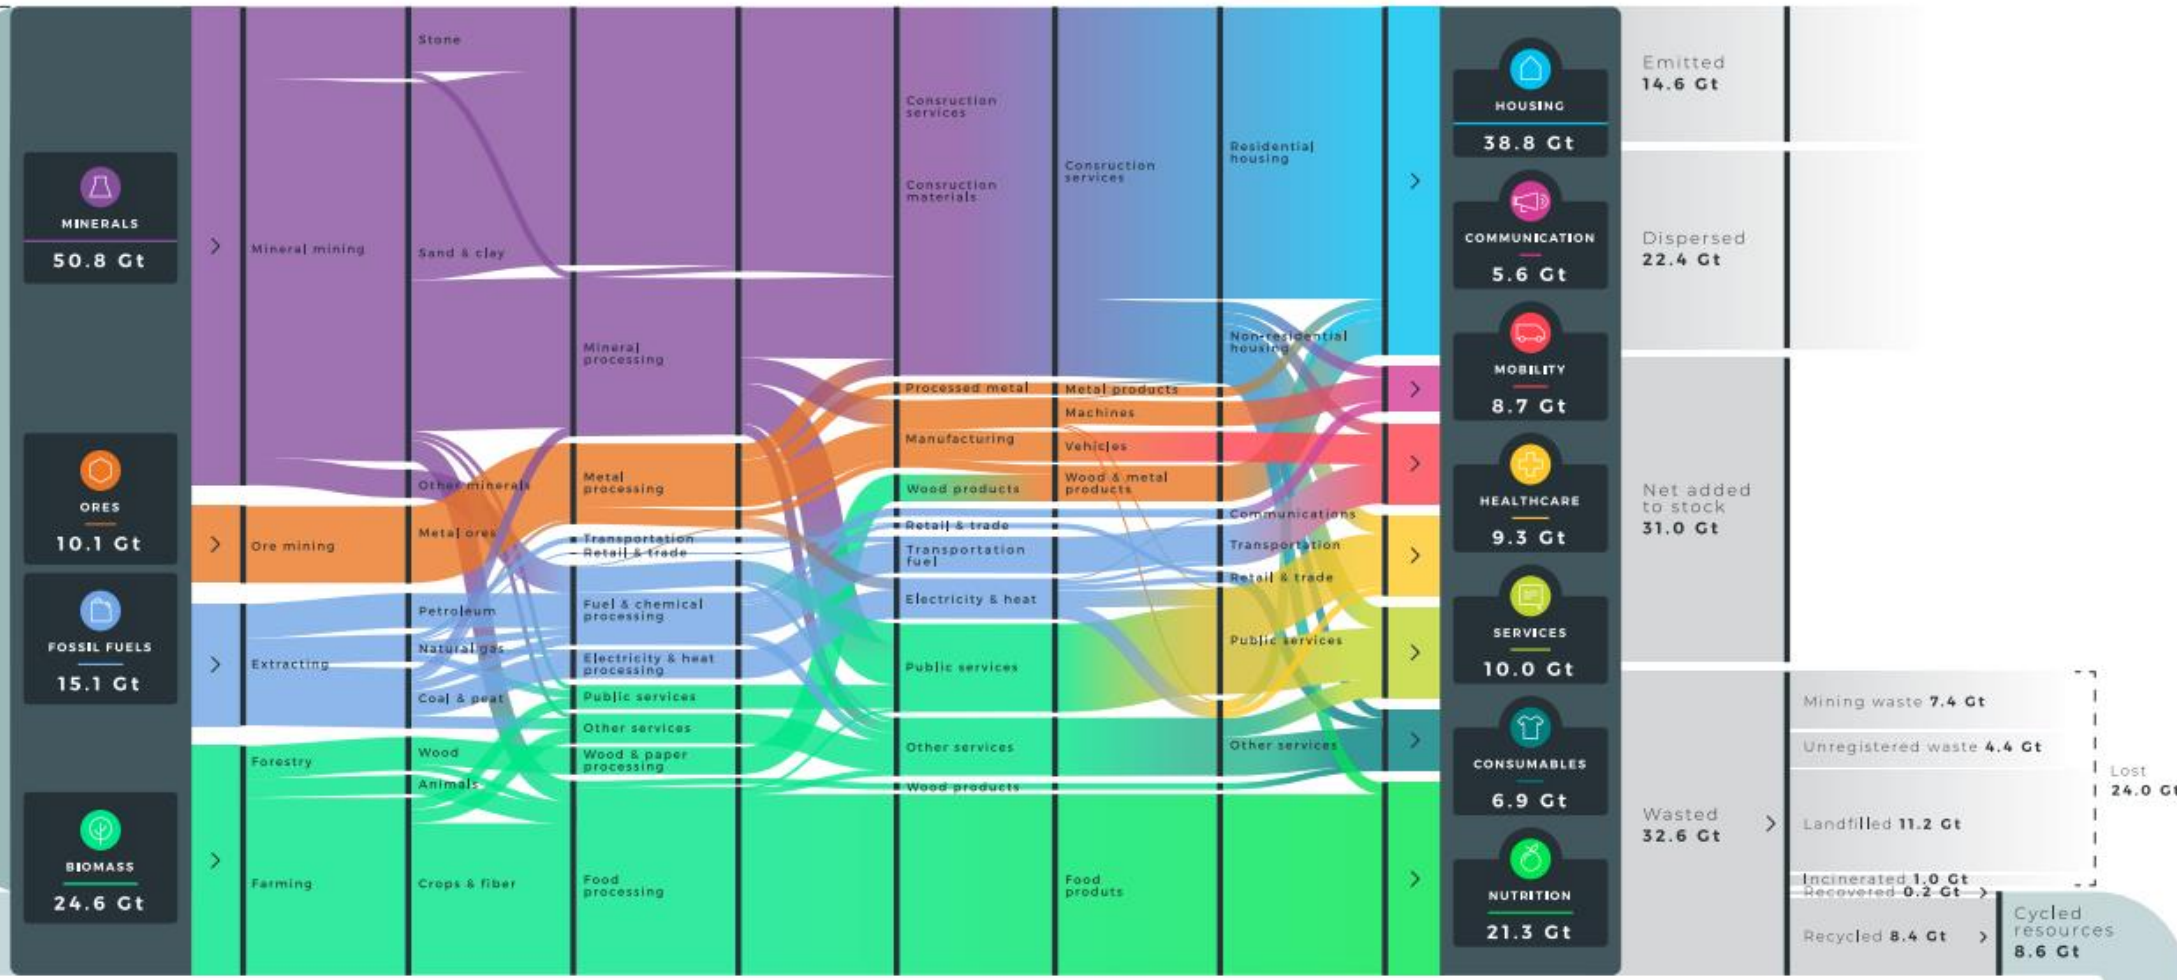 MINERALS
50.8 Gt
ORES
10.1 Gt
FOSSIL FUELS
15.1 Gt
BIOMASS
24.6 Gt
Mineral mining
Ore mining
Extracting
Forestry
Farming
Stone
Sand & clay
Other minerals
Metal ores
Petroleum
Natural gas
Coal & peat
Wood
Animals
Crops & fiber
Mineral
processing
Metal
processing
Transportation
Retail & trade
Fuel & chemical
processing
Electricity & heat
processing
Public services
Other services
Wood & paper
processing
Food
processing
Consruction
services
Consruction
materials
Processed metal
Manufacturing
Wood products
Retail & trade
Transportation
fuel
Electricity & heat
Public services
Other services
Wood products
Consruction
services
Metal products
Machines
Vehicles
Wood & metal
products
Food
produts
Residential
housing
Non-residential
housing
Communications
Transportation
Retail & trade
Public services
Other services
HOUSING
38.8 Gt
COMMUNICATION
5.6 Gt
MOBILITY
8.7 Gt
HEALTHCARE
9.3 Gt
SERVICES
10.0 Gt
CONSUMABLES
6.9 Gt
NUTRITION
21.3 Gt
Emitted
14.6 Gt
Dispersed
22.4 Gt
Net added
to stock
31.0 Gt
Wasted
32.6 Gt
Mining waste 7.4 Gt
Unregistered waste 4.4 Gt
Landfilled 11.2 Gt
Incinerated 1.0 Gt
Recovered 0.2 Gt
Recycled 8.4 Gt
Lost
24.0 Gt
Cycled
resources
8.6 Gt